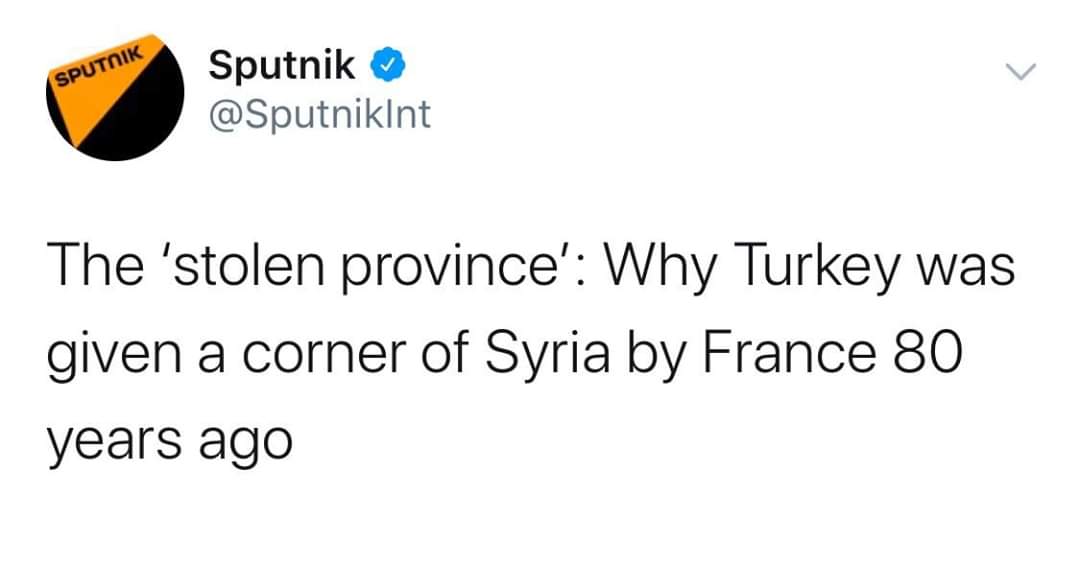 SPUTNIK
Sputnik
@SputnikInt
The ‘stolen province’: Why Turkey was
given a corner of Syria by France 80
years ago